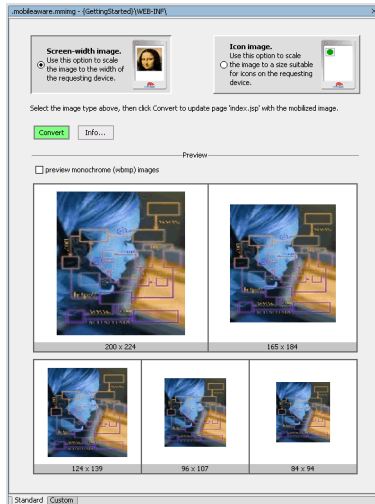 .mobileaware.mmimg - {GettingStarted}\WEB-INF\
Screen-width image.
Use this option to scale
the image to the width of
the requesting device.
Icon image.
Use this option to scale
the image to a size suitable
for icons on the requesting
device.
Select the image type above, then click Convert to update page 'index.jsp' with the mobilized image.
Convert
Info...
Preview
preview monochrome (wbmp) images
200 x 224
165 x 184
124 x 139
96 x 107
84 x 94
Standard
Custom